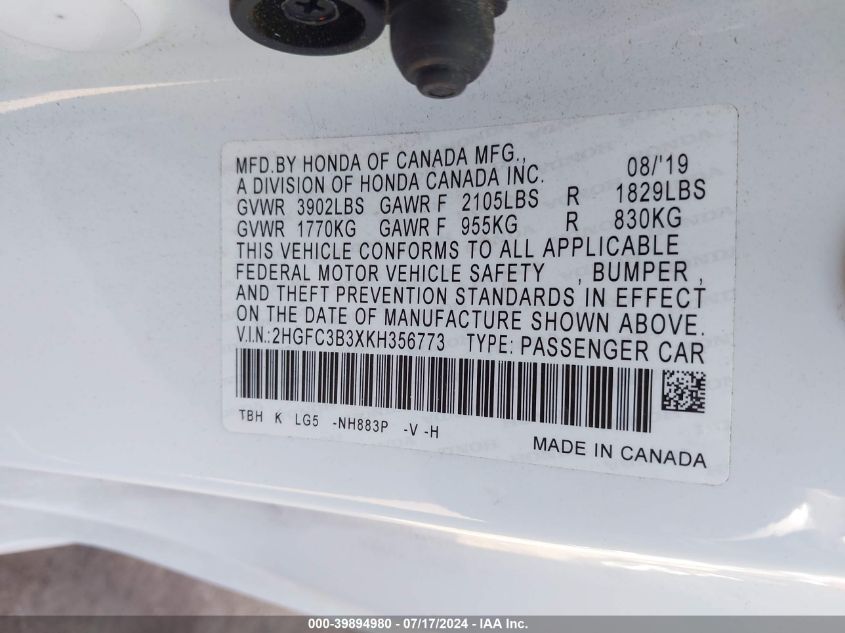 MFD.BY HONDA OF CANADA MFG., 08/'19
A DIVISION OF HONDA CANADA INC.
GVWR 3902LBS GAWR F 2105LBS R 1829LBS
GVWR 1770KG GAWR F 955KG R 830KG
THIS VEHICLE CONFORMS TO ALL APPLICABLE
FEDERAL MOTOR VEHICLE SAFETY , BUMPER ,
AND THEFT PREVENTION STANDARDS IN EFFECT
ON THE DATE OF MANUFACTURE SHOWN ABOVE.
V.I.N.:2HGFC3B3XKH356773 TYPE: PASSENGER CAR
TBH K LG5 -NH883P -V -H
MADE IN CANADA
000-39894980 - 07/17/2024 - IAA Inc.